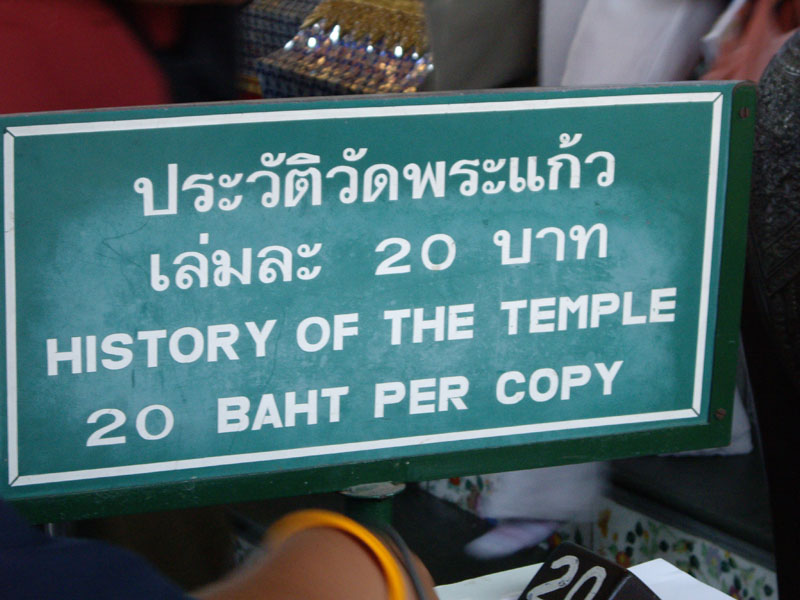 ประวัติวัดพระแก้ว
เล่มละ 20 บาท
HISTORY OF THE TEMPLE
20 BAHT PER COPY
20